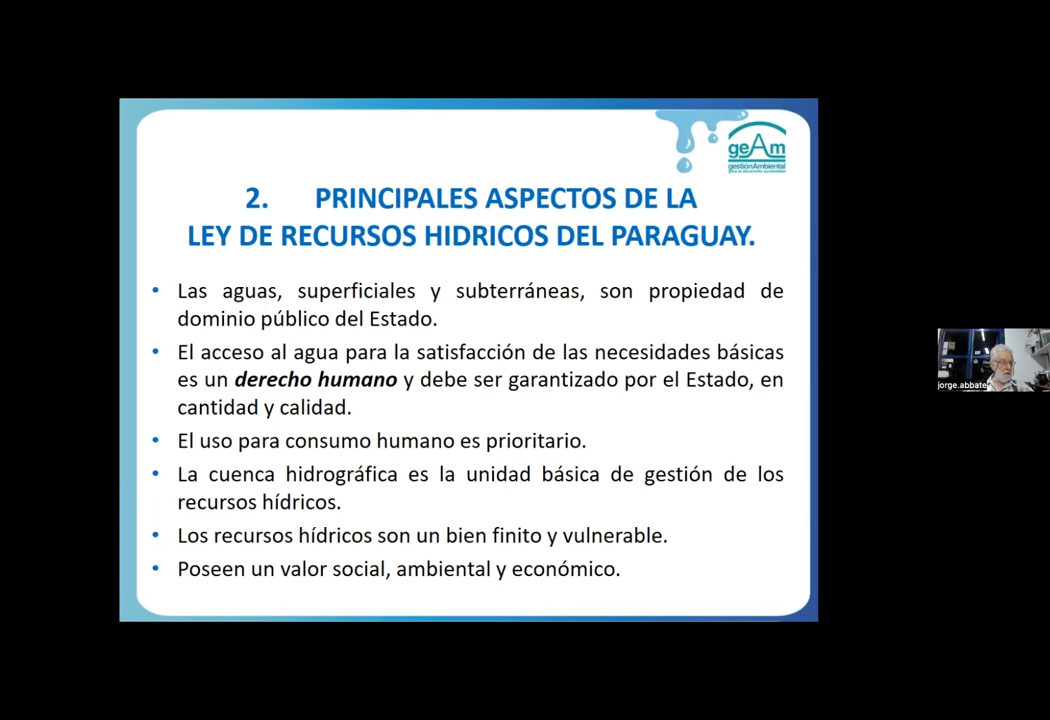 geAm
gestiónAmbiental
para el desarrollo sustentable
2. PRINCIPALES ASPECTOS DE LA
LEY DE RECURSOS HIDRICOS DEL PARAGUAY.
• Las aguas, superficiales y subterráneas, son propiedad de
dominio público del Estado.
• El acceso al agua para la satisfacción de las necesidades básicas
es un derecho humano y debe ser garantizado por el Estado, en
cantidad y calidad.
• El uso para consumo humano es prioritario.
• La cuenca hidrográfica es la unidad básica de gestión de los
recursos hídricos.
• Los recursos hídricos son un bien finito y vulnerable.
• Poseen un valor social, ambiental y económico.
jorge.abbate